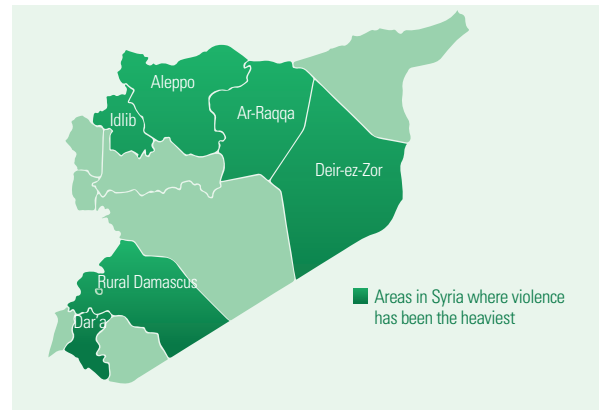 Aleppo
Idlib
Ar-Raqqa
Deir-ez-Zor
Rural Damascus
Dar'a
Areas in Syria where violence
has been the heaviest